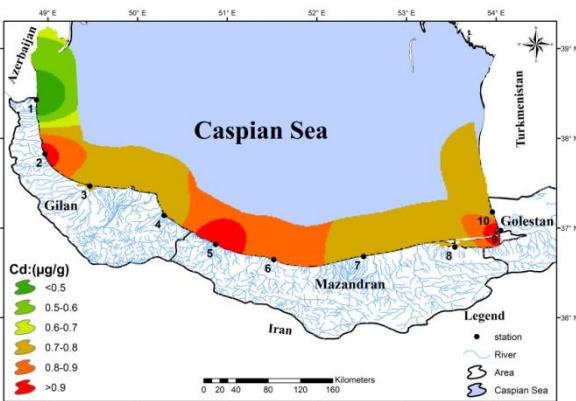 49° E 50° E 51° E 52° E 53° E 54° E
39° N
38° N
37° N
36° N
Azerbaijan
Turkmenistan
Caspian Sea
1
2
3
4
5
6
7
8
9
10
Gilan
Golestan
Mazandran
Iran
Cd:(µg/g)
<0.5
0.5-0.6
0.6-0.7
0.7-0.8
0.8-0.9
>0.9
Legend
station
River
Area
Caspian Sea
Kilometers
0 20 40 80 120 160